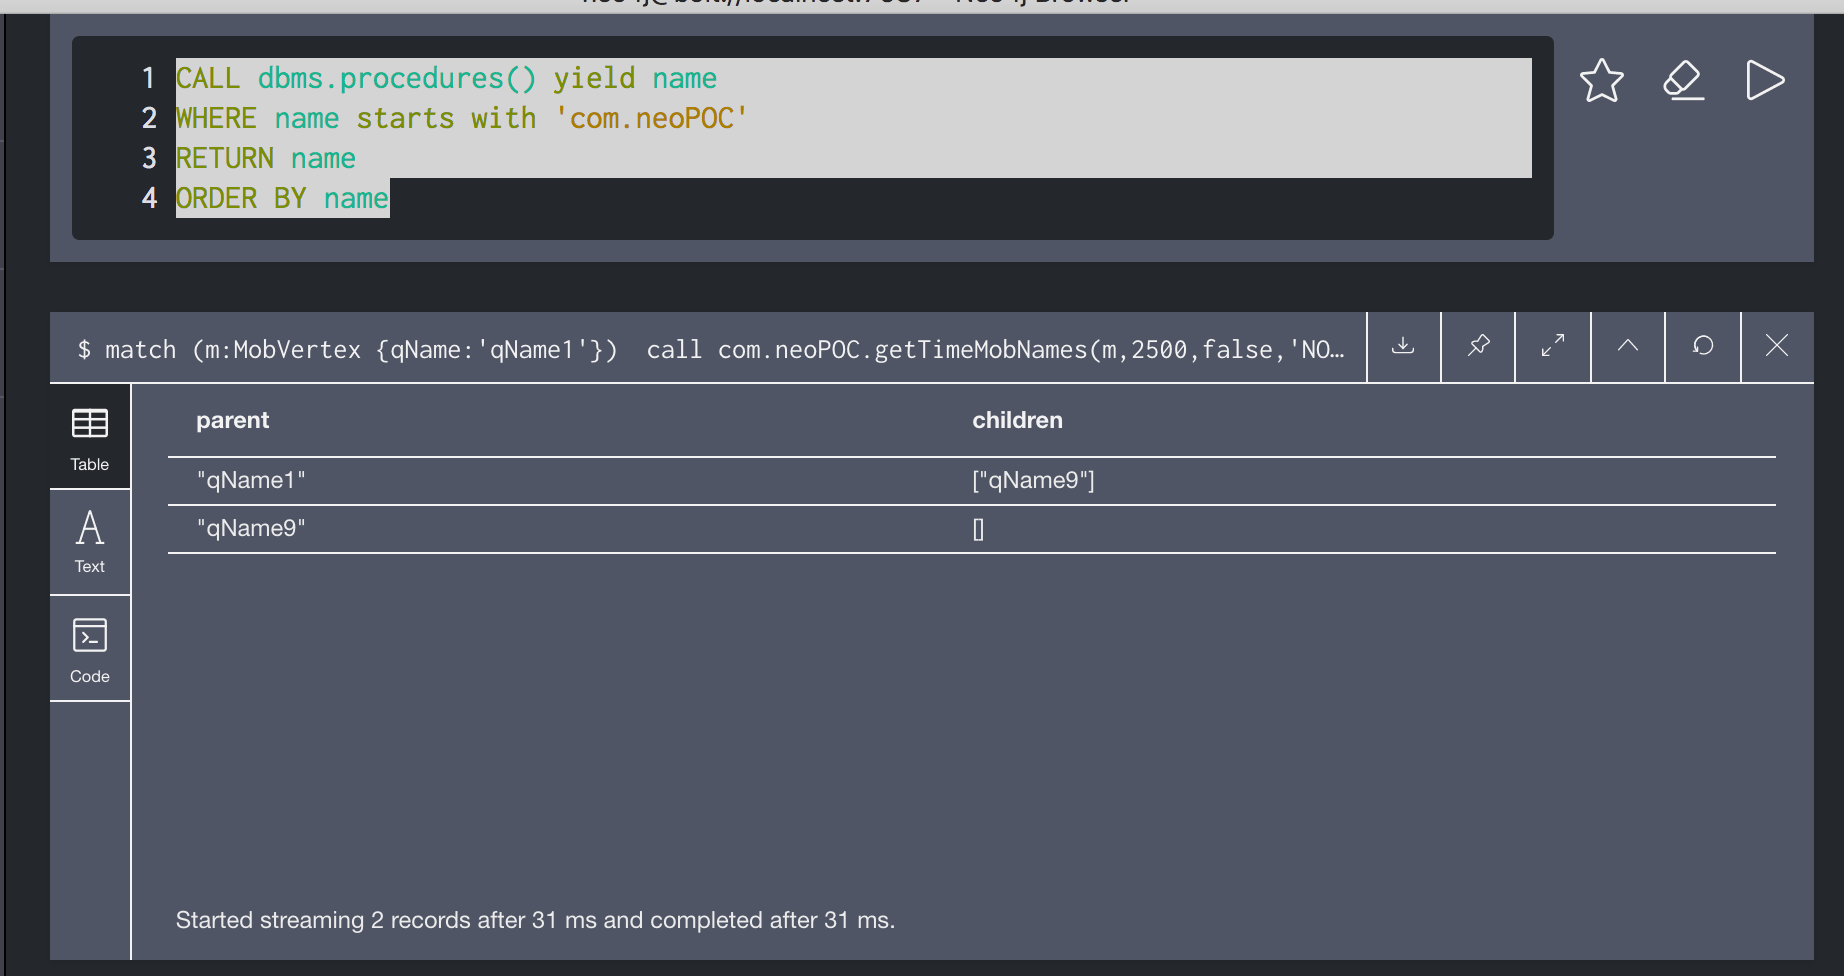 1 CALL dbms.procedures() yield name
2 WHERE name starts with 'com.neoPOC'
3 RETURN name
4 ORDER BY name
$ match (m:MobVertex {qName:'qName1'})  call com.neoPOC.getTimeMobNames(m,2500,false,'NO…
parent children
"qName1" ["qName9"]
"qName9" []
Table
Text
Code
Started streaming 2 records after 31 ms and completed after 31 ms.